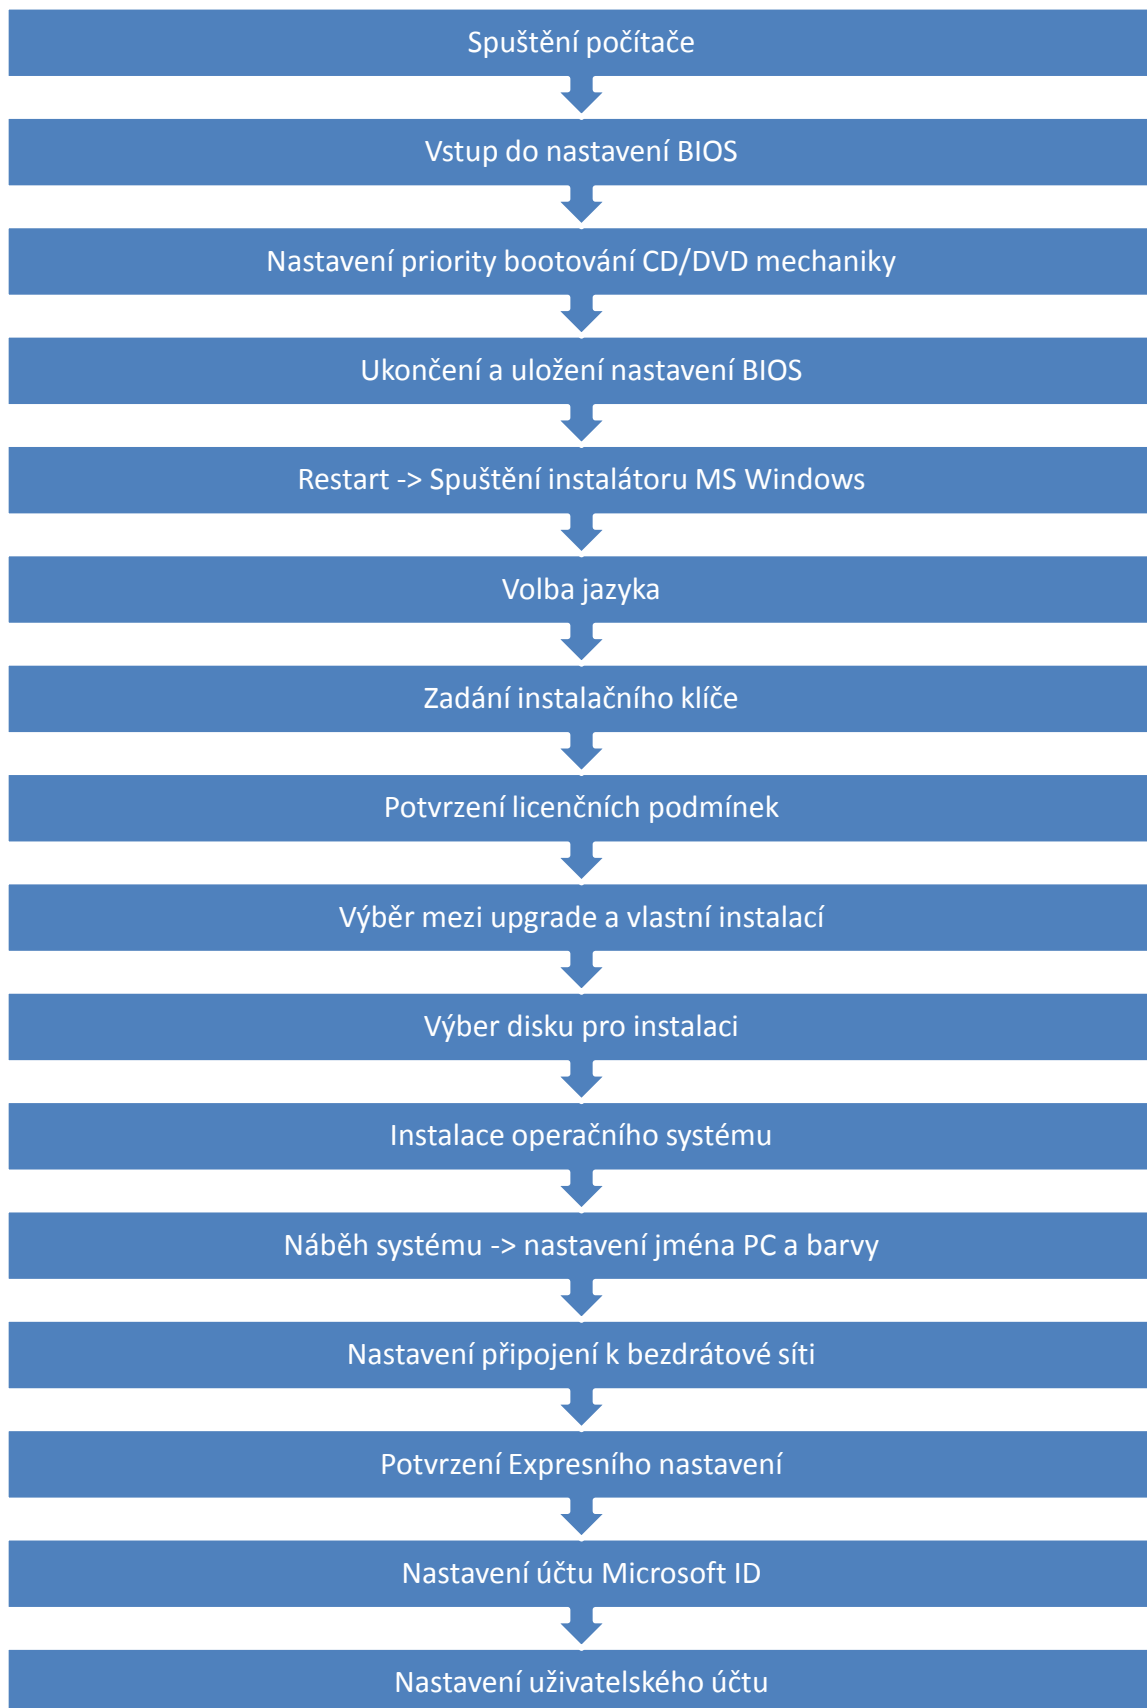 Spuštění počítače
Vstup do nastavení BIOS
Nastavení priority bootování CD/DVD mechaniky
Ukončení a uložení nastavení BIOS
Restart -> Spuštění instalátoru MS Windows
Volba jazyka
Zadání instalačního klíče
Potvrzení licenčních podmínek
Výběr mezi upgrade a vlastní instalací
Výber disku pro instalaci
Instalace operačního systému
Náběh systému -> nastavení jména PC a barvy
Nastavení připojení k bezdrátové síti
Potvrzení Expresního nastavení
Nastavení účtu Microsoft ID
Nastavení uživatelského účtu